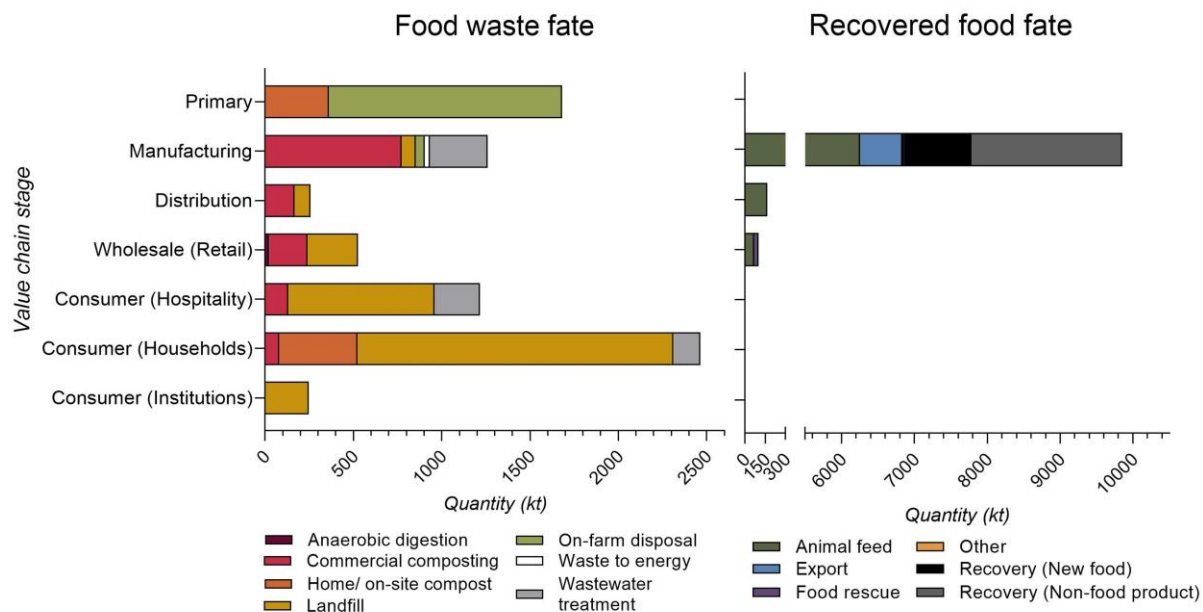 Food waste fate
Recovered food fate
Value chain stage
Primary
Manufacturing
Distribution
Wholesale (Retail)
Consumer (Hospitality)
Consumer (Households)
Consumer (Institutions)
0
500
1000
1500
2000
2500
Quantity (kt)
0
150
300
6000
7000
8000
9000
10000
Quantity (kt)
Anaerobic digestion
Commercial composting
Home/ on-site compost
Landfill
On-farm disposal
Waste to energy
Wastewater
treatment
Animal feed
Export
Food rescue
Other
Recovery (New food)
Recovery (Non-food product)